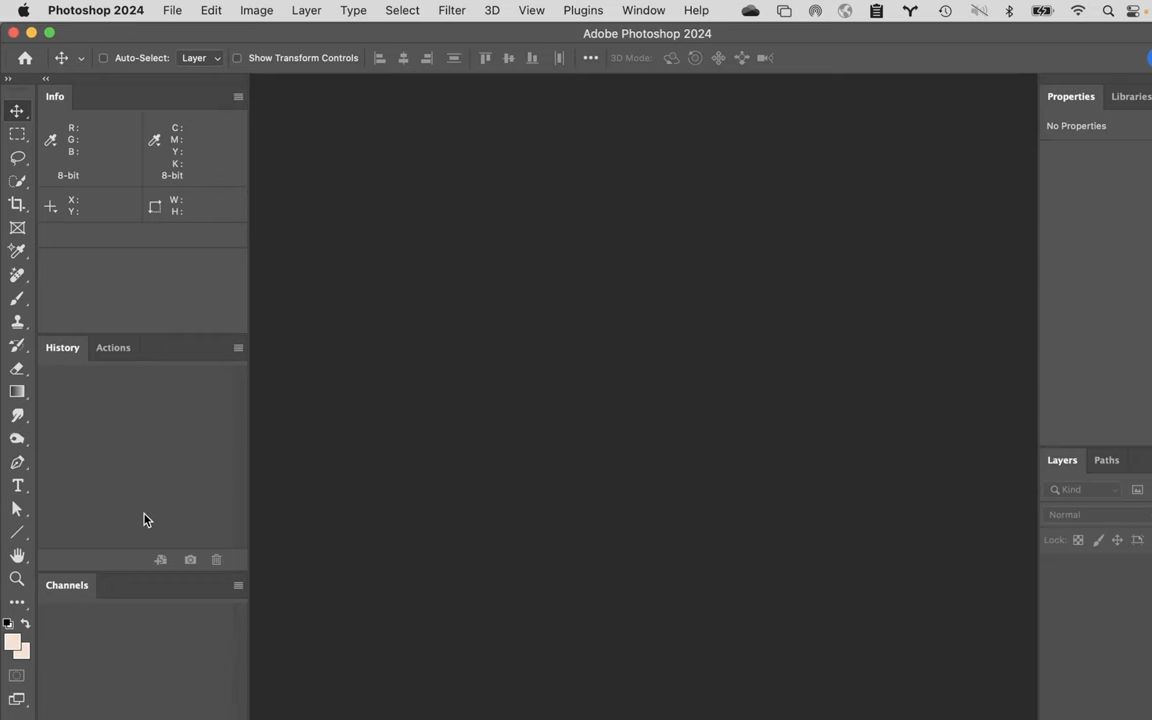 Photoshop 2024 File Edit Image Layer Type Select Filter 3D View Plugins Window Help
Adobe Photoshop 2024
Auto-Select: Layer Show Transform Controls 3D Mode:
Info
R: C:
G: M:
B: Y:
K:
8-bit 8-bit
X: W:
Y: H:
History Actions
Channels
Properties Libraries
No Properties
Layers Paths
Kind
Normal
Lock: